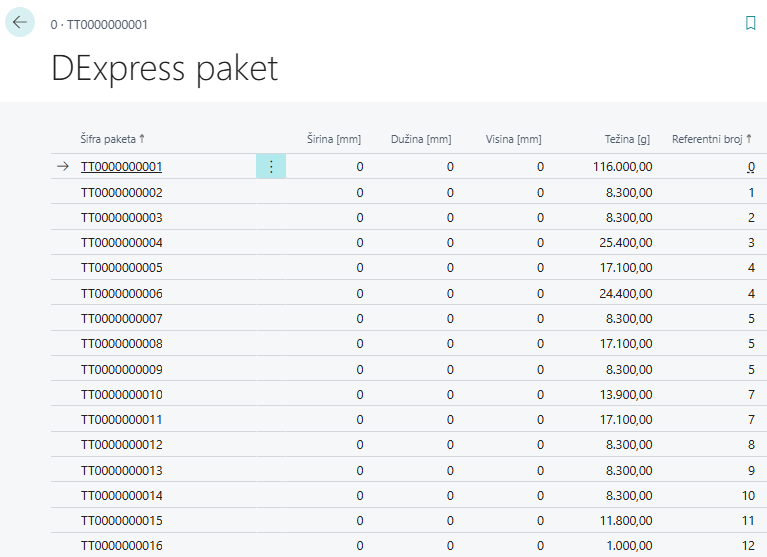 0 · TT0000000001
DExpress paket
Šifra paketa ↑ Širina [mm] Dužina [mm] Visina [mm] Težina [g] Referentni broj ↑
→ TT0000000001 0 0 0 116.000,00 0
TT0000000002 0 0 0 8.300,00 1
TT0000000003 0 0 0 8.300,00 2
TT0000000004 0 0 0 25.400,00 3
TT0000000005 0 0 0 17.100,00 4
TT0000000006 0 0 0 24.400,00 4
TT0000000007 0 0 0 8.300,00 5
TT0000000008 0 0 0 17.100,00 5
TT0000000009 0 0 0 8.300,00 5
TT0000000010 0 0 0 13.900,00 7
TT0000000011 0 0 0 17.100,00 7
TT0000000012 0 0 0 8.300,00 8
TT0000000013 0 0 0 8.300,00 9
TT0000000014 0 0 0 8.300,00 10
TT0000000015 0 0 0 11.800,00 11
TT0000000016 0 0 0 1.000,00 12